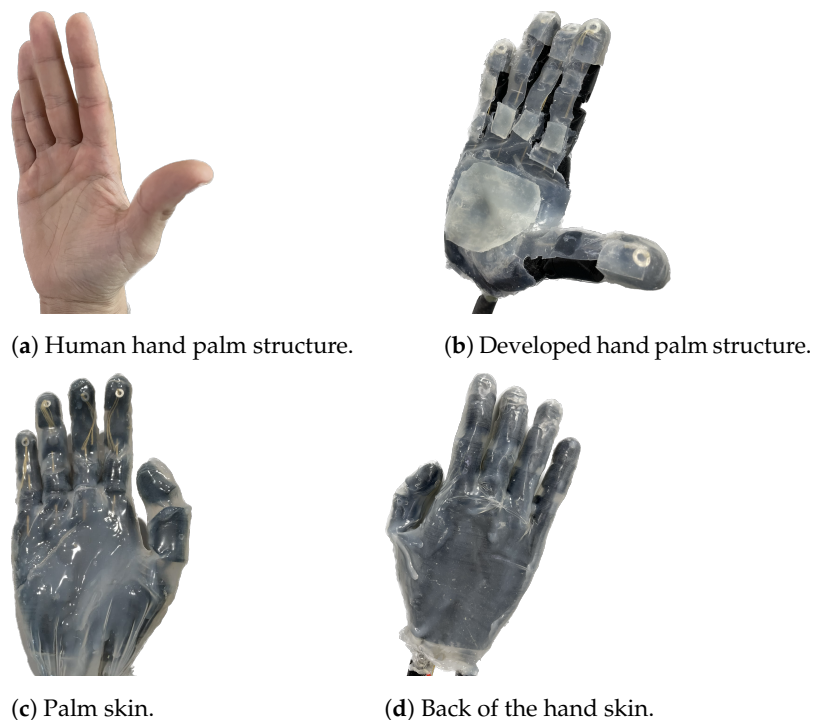 (a) Human hand palm structure.
(b) Developed hand palm structure.
(c) Palm skin.
(d) Back of the hand skin.